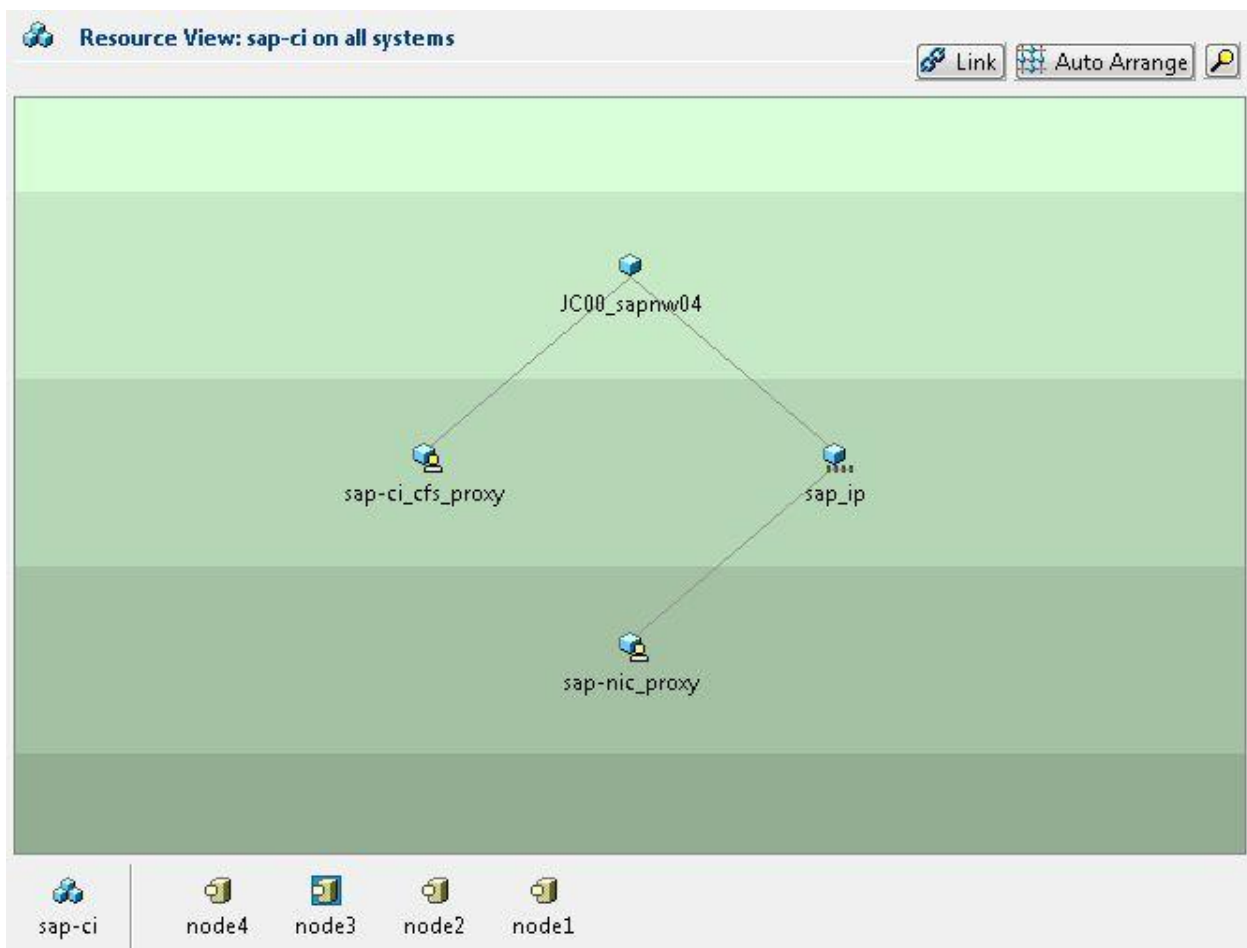 Resource View: sap-ci on all systems
Link
Auto Arrange
JC00_sapnw04
sap-ci_cfs_proxy
sap_ip
sap-nic_proxy
sap-ci
node4
node3
node2
node1